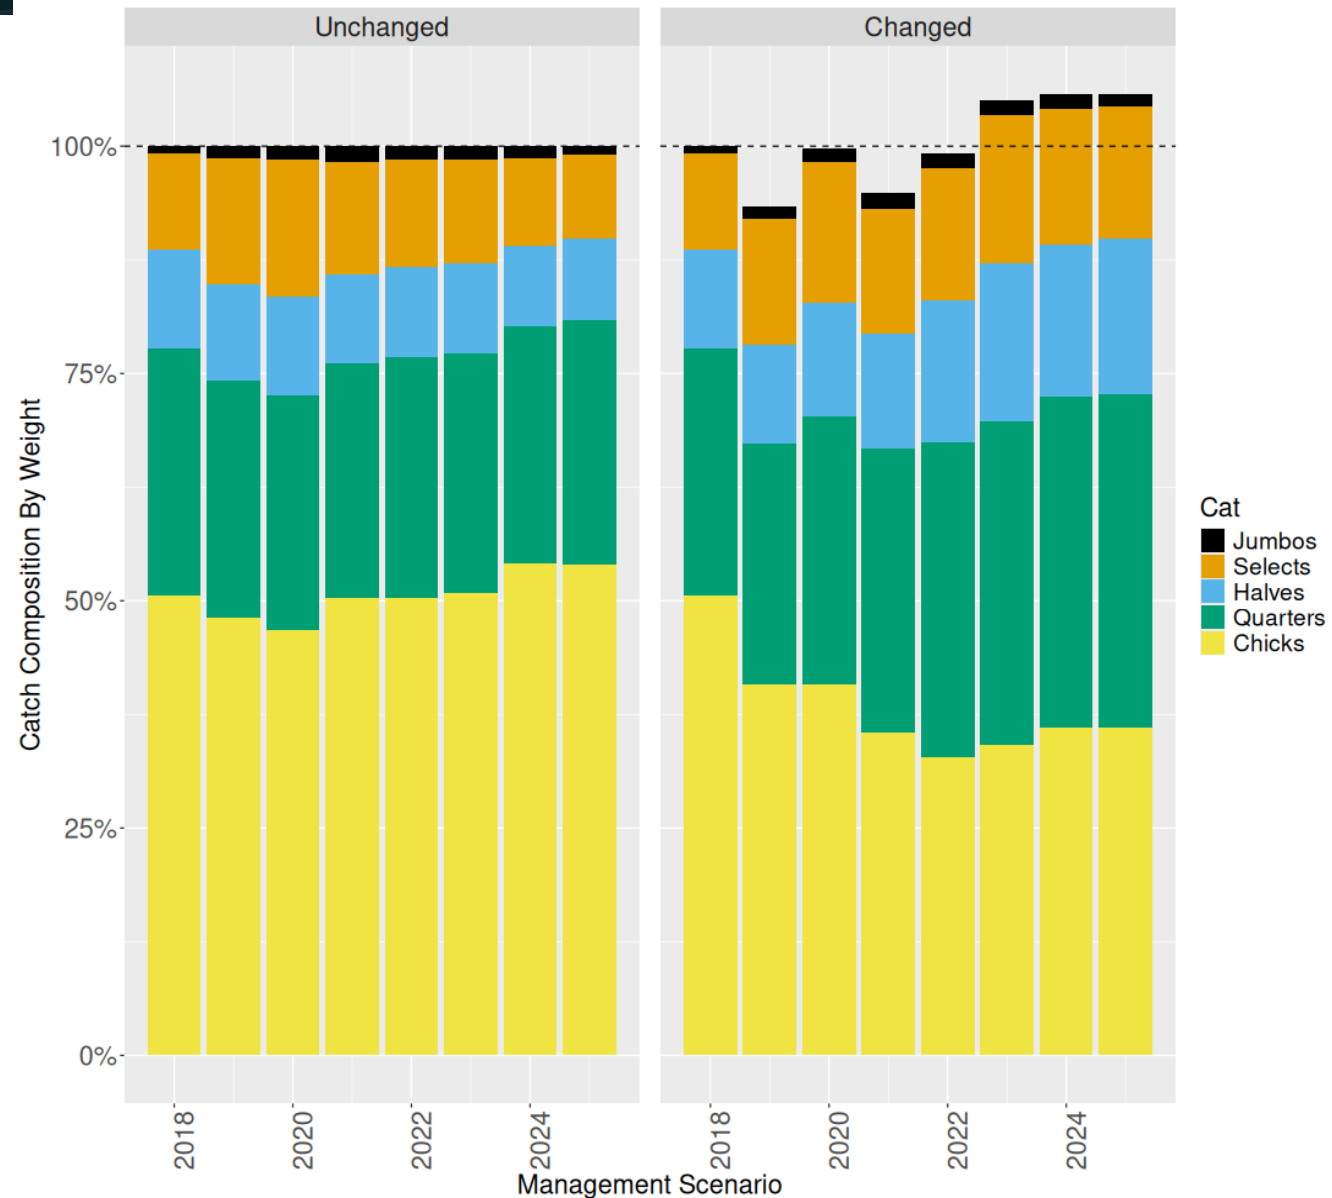 Unchanged
Changed
Catch Composition By Weight
100%
75%
50%
25%
0%
2018
2020
2022
2024
2018
2020
2022
2024
Management Scenario
Cat
Jumbos
Selects
Halves
Quarters
Chicks